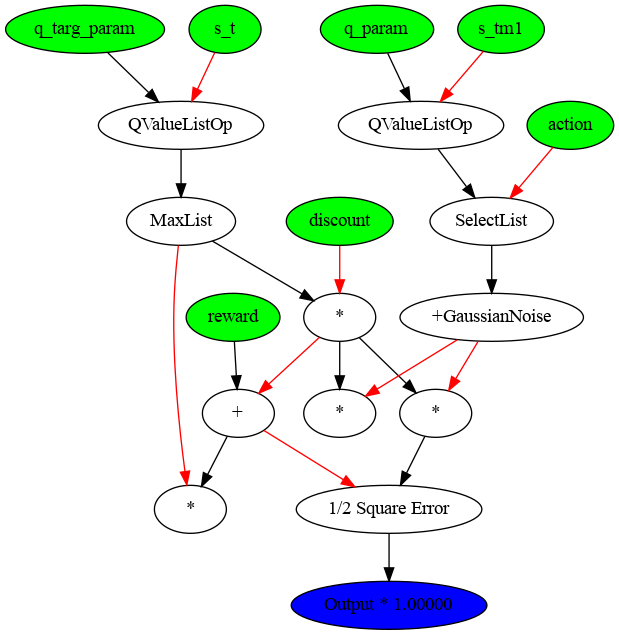 q_targ_param
s_t
q_param
s_tm1
QValueListOp
QValueListOp
action
MaxList
discount
SelectList
reward
*
+GaussianNoise
+
*
*
*
1/2 Square Error
Output * 1.00000